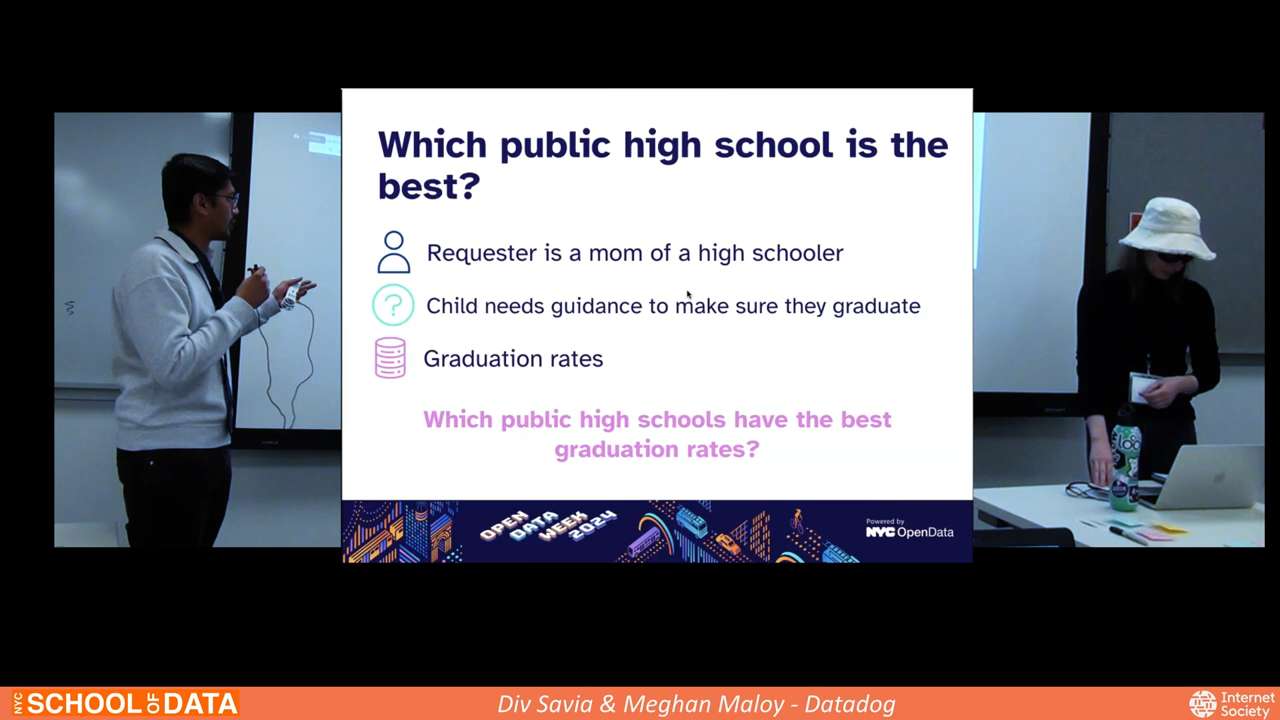 Which public high school is the
best?
Requester is a mom of a high schooler
?
Child needs guidance to make sure they graduate
Graduation rates
Which public high schools have the best
graduation rates?
OPEN
DATA
WEEK
2024
Powered by
NYC OpenData
NYC SCHOOL OF DATA
Div Savia & Meghan Maloy - Datadog
Internet
Society